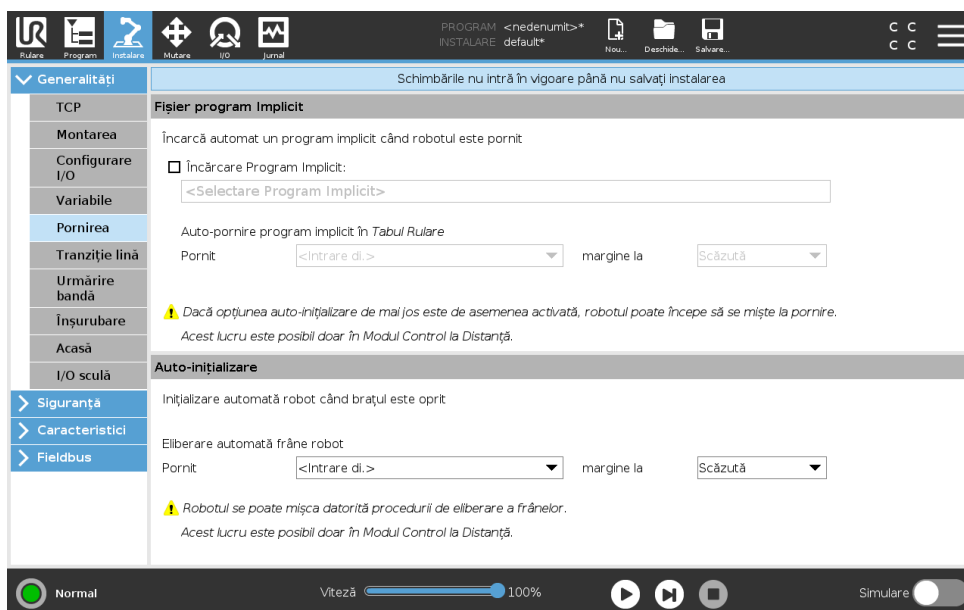 UR
PROGRAM <nedenumit>*
INSTALARE default*
Rulare Program Instalare Mutare I/O Jurnal Nou... Deschide... Salvare...
C C
C C
Generalități
TCP
Montarea
Configurare
I/O
Variabile
Pornirea
Tranziție lină
Urmărire
bandă
Înșurubare
Acasă
I/O sculă
Siguranță
Caracteristici
Fieldbus
Schimbările nu intră în vigoare până nu salvați instalarea
Fișier program Implicit
Încarcă automat un program implicit când robotul este pornit
Încărcare Program Implicit:
<Selectare Program Implicit>
Auto-pornire program implicit în Tabul Rulare
Pornit <Intrare di.> margine la Scăzută
Dacă opțiunea auto-inițializare de mai jos este de asemenea activată, robotul poate începe să se miște la pornire.
Acest lucru este posibil doar în Modul Control la Distanță.
Auto-inițializare
Inițializare automată robot când brațul este oprit
Eliberare automată frâne robot
Pornit <Intrare di.> margine la Scăzută
Robotul se poate mișca datorită procedurii de eliberare a frânelor.
Acest lucru este posibil doar în Modul Control la Distanță.
Normal Viteză 100% Simulare